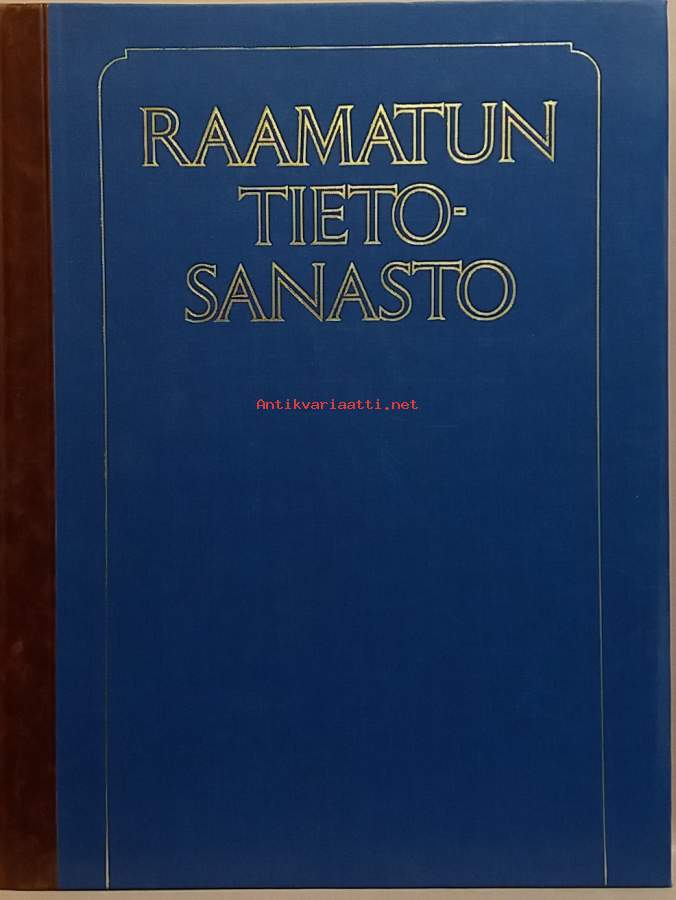 RAAMATUN
TIETO-
SANASTO
Antikvariaatti.net